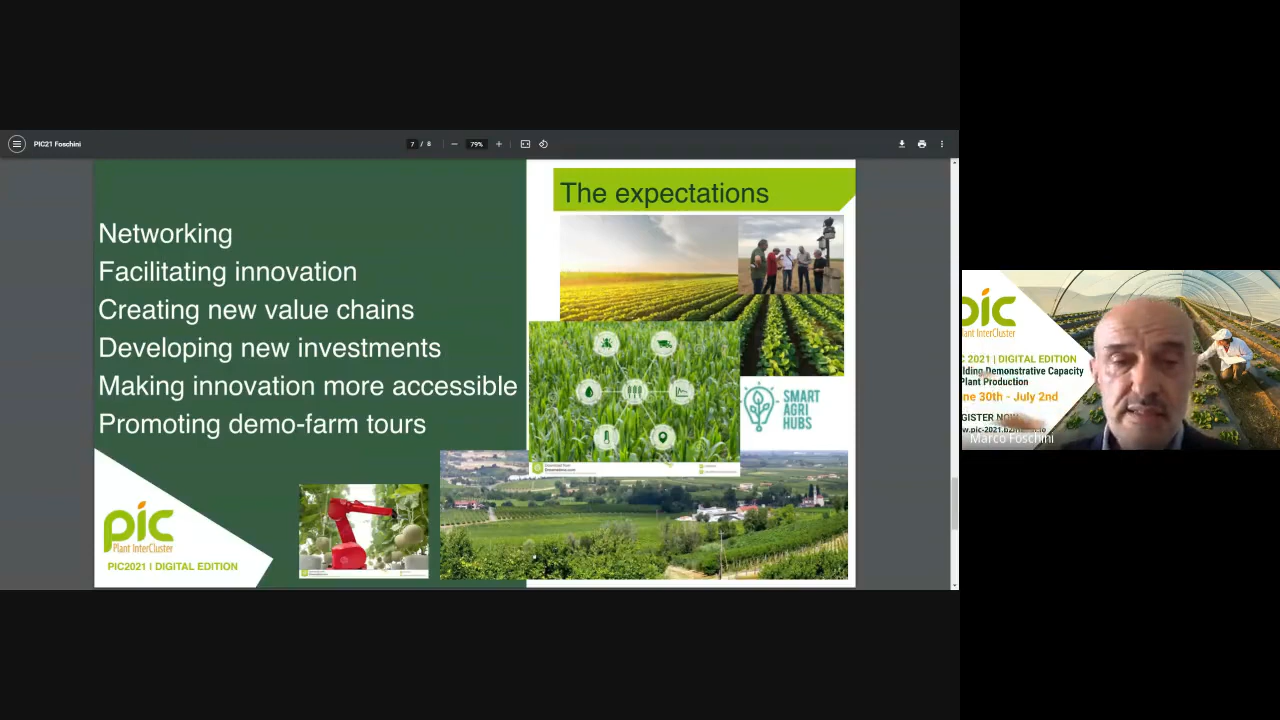 PIC21 Foschini
7 / 8
79%
Networking
Facilitating innovation
Creating new value chains
Developing new investments
Making innovation more accessible
Promoting demo-farm tours
pic
Plant InterCluster
PIC2021 | DIGITAL EDITION
The expectations
SMART
AGRI
HUBS
pic
ant InterCluster
C 2021 | DIGITAL EDITION
lding Demonstrative Capacity
Plant Production
ne 30th - July 2nd
GISTER NOW
Marco Foschini